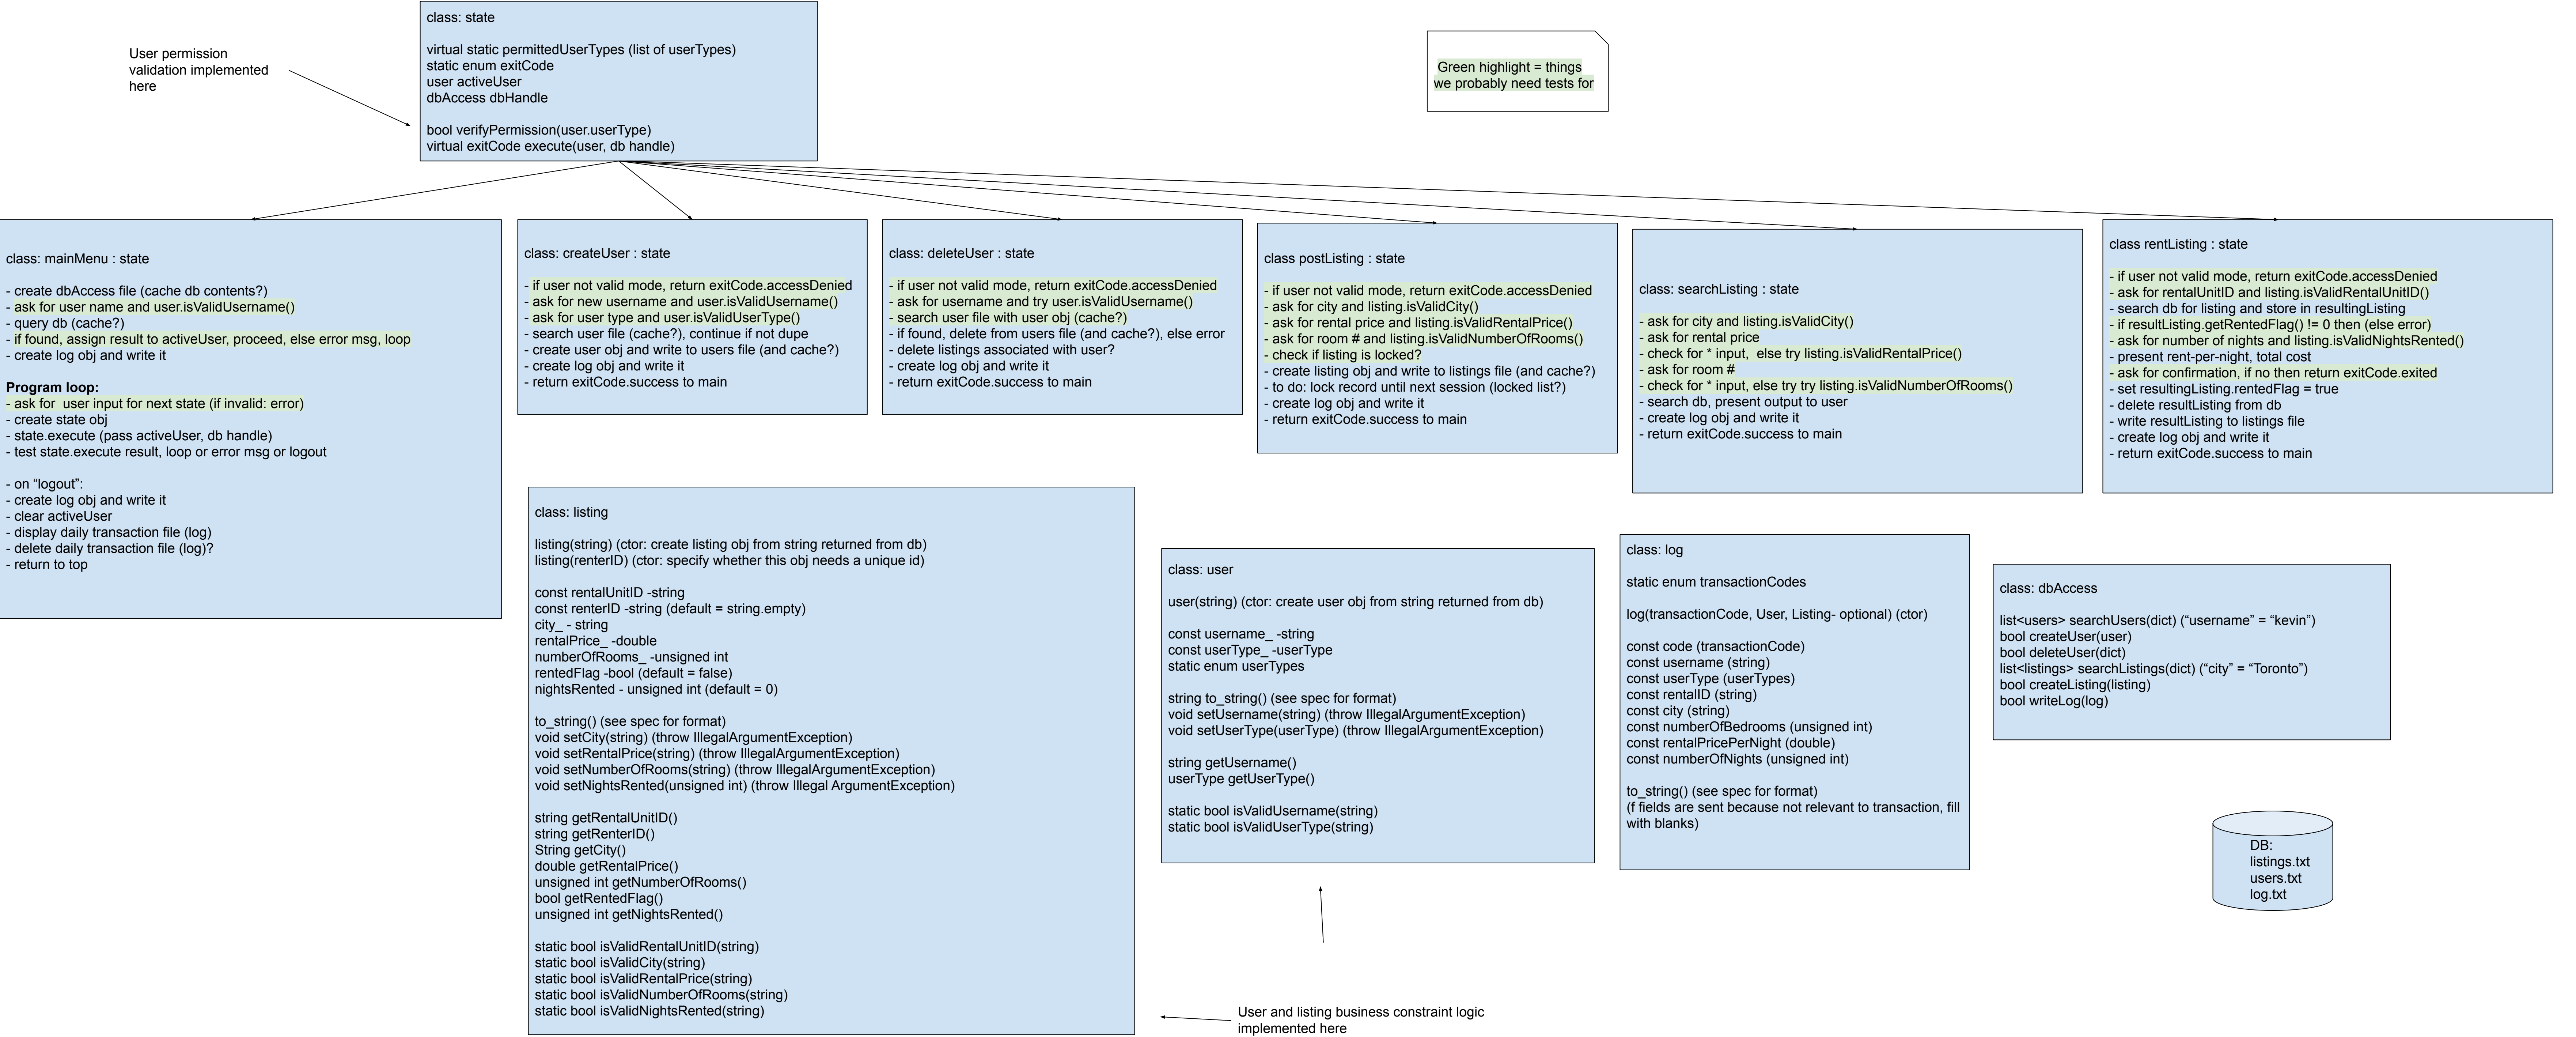 class: state
virtual static permittedUserTypes (list of userTypes)
static enum exitCode
user activeUser
dbAccess dbHandle
bool verifyPermission(user.userType)
virtual exitCode execute(user, db handle)
User permission
validation implemented
here
Green highlight = things
we probably need tests for
class: mainMenu : state
- create dbAccess file (cache db contents?)
- ask for user name and user.isValidUsername()
- query db (cache?)
- if found, assign result to activeUser, proceed, else error msg, loop
- create log obj and write it
Program loop:
- ask for  user input for next state (if invalid: error)
- create state obj
- state.execute (pass activeUser, db handle)
- test state.execute result, loop or error msg or logout
- on “logout”:
- create log obj and write it
- clear activeUser
- display daily transaction file (log)
- delete daily transaction file (log)?
- return to top
class: createUser : state
- if user not valid mode, return exitCode.accessDenied
- ask for new username and user.isValidUsername()
- ask for user type and user.isValidUserType()
- search user file (cache?), continue if not dupe
- create user obj and write to users file (and cache?)
- create log obj and write it
- return exitCode.success to main
class: deleteUser : state
- if user not valid mode, return exitCode.accessDenied
- ask for username and try user.isValidUsername()
- search user file with user obj (cache?)
- if found, delete from users file (and cache?), else error
- delete listings associated with user?
- create log obj and write it
- return exitCode.success to main
class postListing : state
- if user not valid mode, return exitCode.accessDenied
- ask for city and listing.isValidCity()
- ask for rental price and listing.isValidRentalPrice()
- ask for room # and listing.isValidNumberOfRooms()
- check if listing is locked?
- create listing obj and write to listings file (and cache?)
- to do: lock record until next session (locked list?)
- create log obj and write it
- return exitCode.success to main
class: searchListing : state
- ask for city and listing.isValidCity()
- ask for rental price
- check for * input,  else try listing.isValidRentalPrice()
- ask for room #
- check for * input, else try try listing.isValidNumberOfRooms()
- search db, present output to user
- create log obj and write it
- return exitCode.success to main
class rentListing : state
- if user not valid mode, return exitCode.accessDenied
- ask for rentalUnitID and listing.isValidRentalUnitID()
- search db for listing and store in resultingListing
- if resultListing.getRentedFlag() != 0 then (else error)
- ask for number of nights and listing.isValidNightsRented()
- present rent-per-night, total cost
- ask for confirmation, if no then return exitCode.exited
- set resultingListing.rentedFlag = true
- delete resultListing from db
- write resultListing to listings file
- create log obj and write it
- return exitCode.success to main
class: listing
listing(string) (ctor: create listing obj from string returned from db)
listing(renterID) (ctor: specify whether this obj needs a unique id)
const rentalUnitID -string
const renterID -string (default = string.empty)
city_ - string
rentalPrice_ -double
numberOfRooms_ -unsigned int
rentedFlag -bool (default = false)
nightsRented - unsigned int (default = 0)
to_string() (see spec for format)
void setCity(string) (throw IllegalArgumentException)
void setRentalPrice(string) (throw IllegalArgumentException)
void setNumberOfRooms(string) (throw IllegalArgumentException)
void setNightsRented(unsigned int) (throw Illegal ArgumentException)
string getRentalUnitID()
string getRenterID()
String getCity()
double getRentalPrice()
unsigned int getNumberOfRooms()
bool getRentedFlag()
unsigned int getNightsRented()
static bool isValidRentalUnitID(string)
static bool isValidCity(string)
static bool isValidRentalPrice(string)
static bool isValidNumberOfRooms(string)
static bool isValidNightsRented(string)
class: user
user(string) (ctor: create user obj from string returned from db)
const username_ -string
const userType_ -userType
static enum userTypes
string to_string() (see spec for format)
void setUsername(string) (throw IllegalArgumentException)
void setUserType(userType) (throw IllegalArgumentException)
string getUsername()
userType getUserType()
static bool isValidUsername(string)
static bool isValidUserType(string)
class: log
static enum transactionCodes
log(transactionCode, User, Listing- optional) (ctor)
const code (transactionCode)
const username (string)
const userType (userTypes)
const rentalID (string)
const city (string)
const numberOfBedrooms (unsigned int)
const rentalPricePerNight (double)
const numberOfNights (unsigned int)
to_string() (see spec for format)
(f fields are sent because not relevant to transaction, fill
with blanks)
class: dbAccess
list<users> searchUsers(dict) (“username” = “kevin”)
bool createUser(user)
bool deleteUser(dict)
list<listings> searchListings(dict) (“city” = “Toronto”)
bool createListing(listing)
bool writeLog(log)
DB:
listings.txt
users.txt
log.txt
User and listing business constraint logic
implemented here